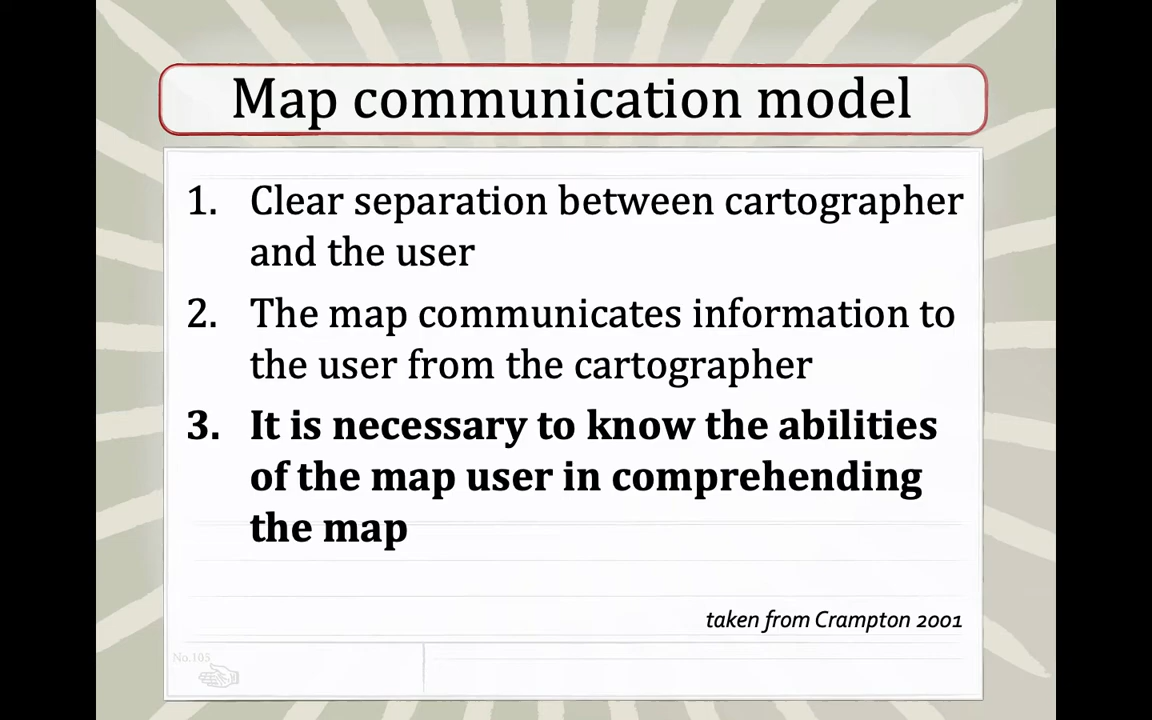 Map communication model
1. Clear separation between cartographer
and the user
2. The map communicates information to
the user from the cartographer
3. It is necessary to know the abilities
of the map user in comprehending
the map
taken from Crampton 2001
No.105